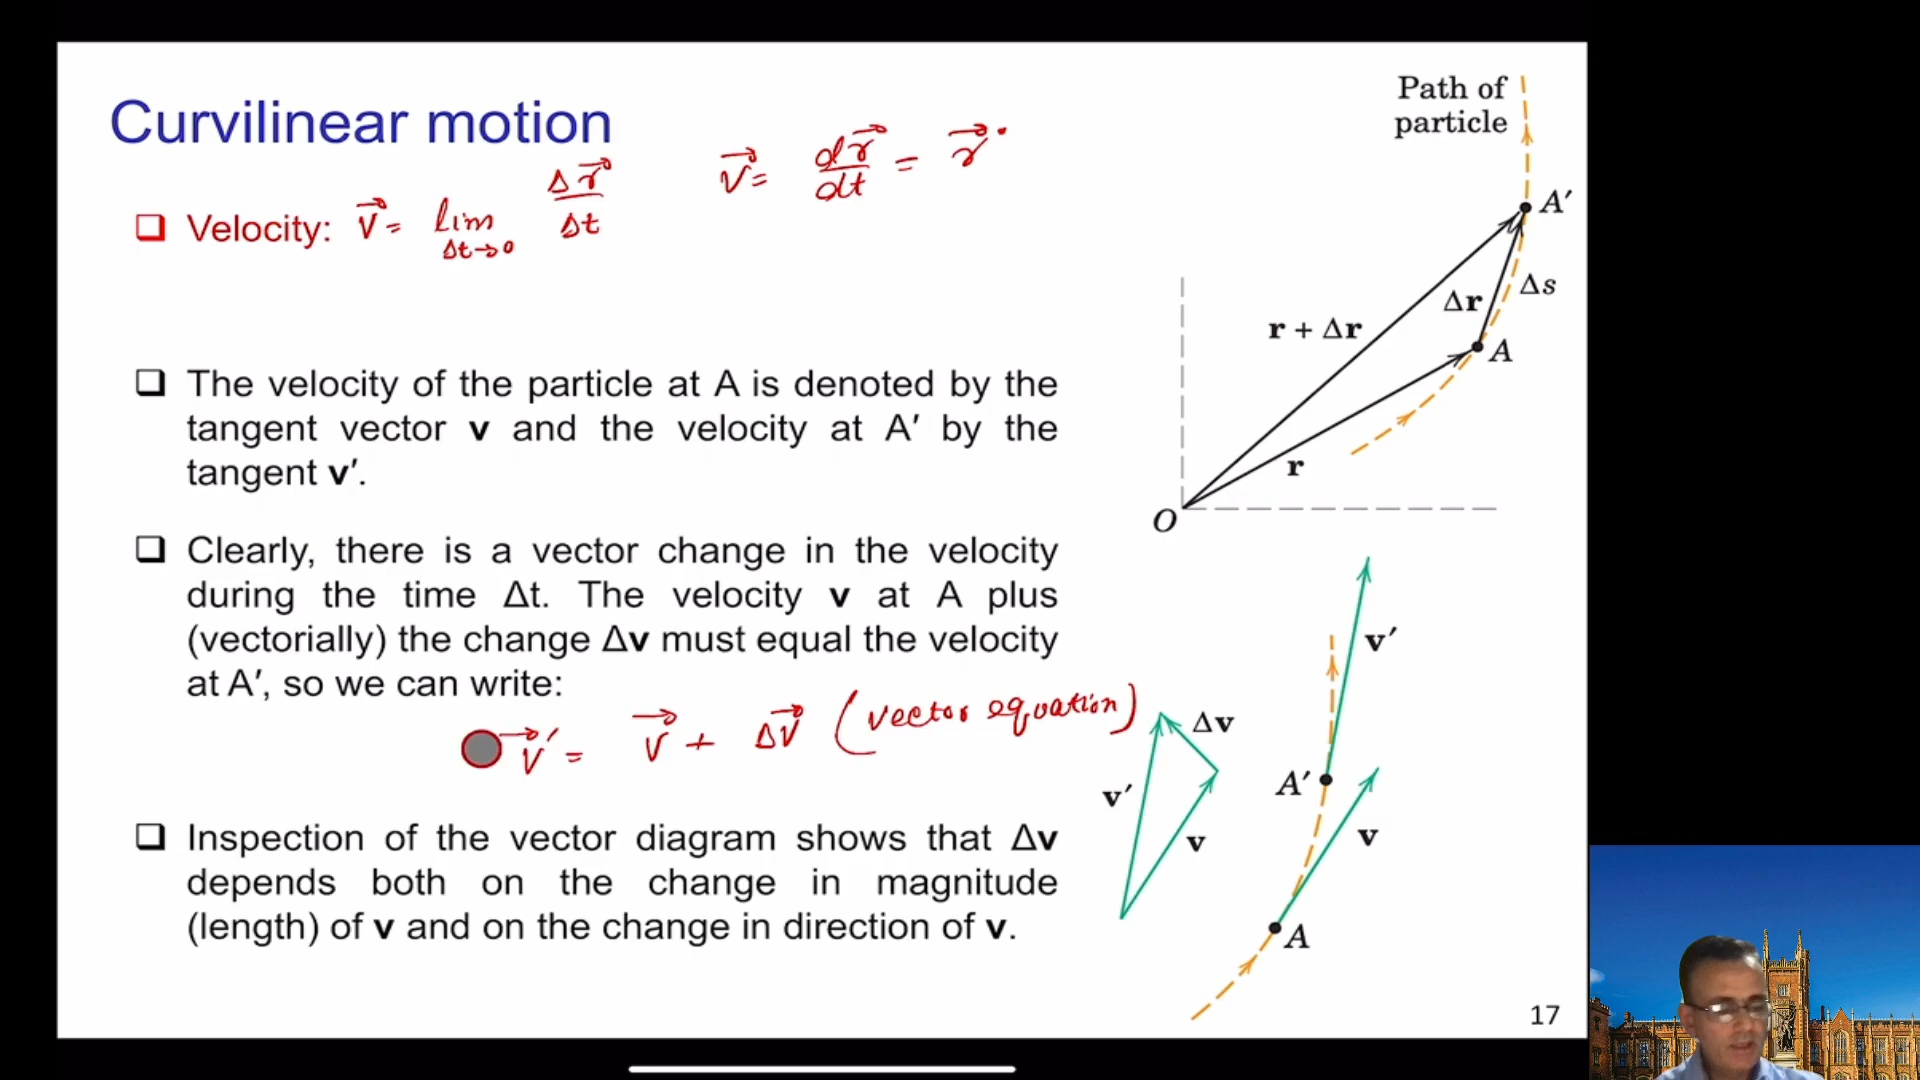 Curvilinear motion
❑ Velocity: v⃗ = lim Δt→0 Δr⃗/Δt    v⃗ = dr⃗/dt = r⃗˙
❑ The velocity of the particle at A is denoted by the
tangent vector v and the velocity at A′ by the
tangent v′.
❑ Clearly, there is a vector change in the velocity
during the time Δt. The velocity v at A plus
(vectorially) the change Δv must equal the velocity
at A′, so we can write:
v⃗′ = v⃗ + Δv⃗ (vector equation)
❑ Inspection of the vector diagram shows that Δv
depends both on the change in magnitude
(length) of v and on the change in direction of v.
Path of
particle
A′
Δs
Δr
r + Δr
A
r
O
v′
Δv
A′
v′
v
v
A
17